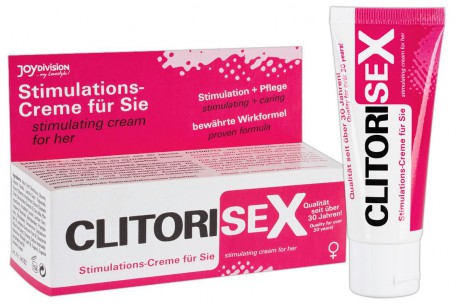 JOYDIVISION
...my lovestyle!
Stimulations-
Creme für Sie
stimulating cream
for her
Stimulation + Pflege
stimulating + caring
bewährte Wirkformel
proven formula
CLITORISEX
Qualität
seit über
30 Jahren!
Quality for over
30 years!
Stimulations-Creme für Sie
stimulating cream for her
♀
CLITORISEX
Stimulations-Creme für Sie
stimulating cream for her
Qualität seit über 30 Jahren!
Quality for over 30 years!